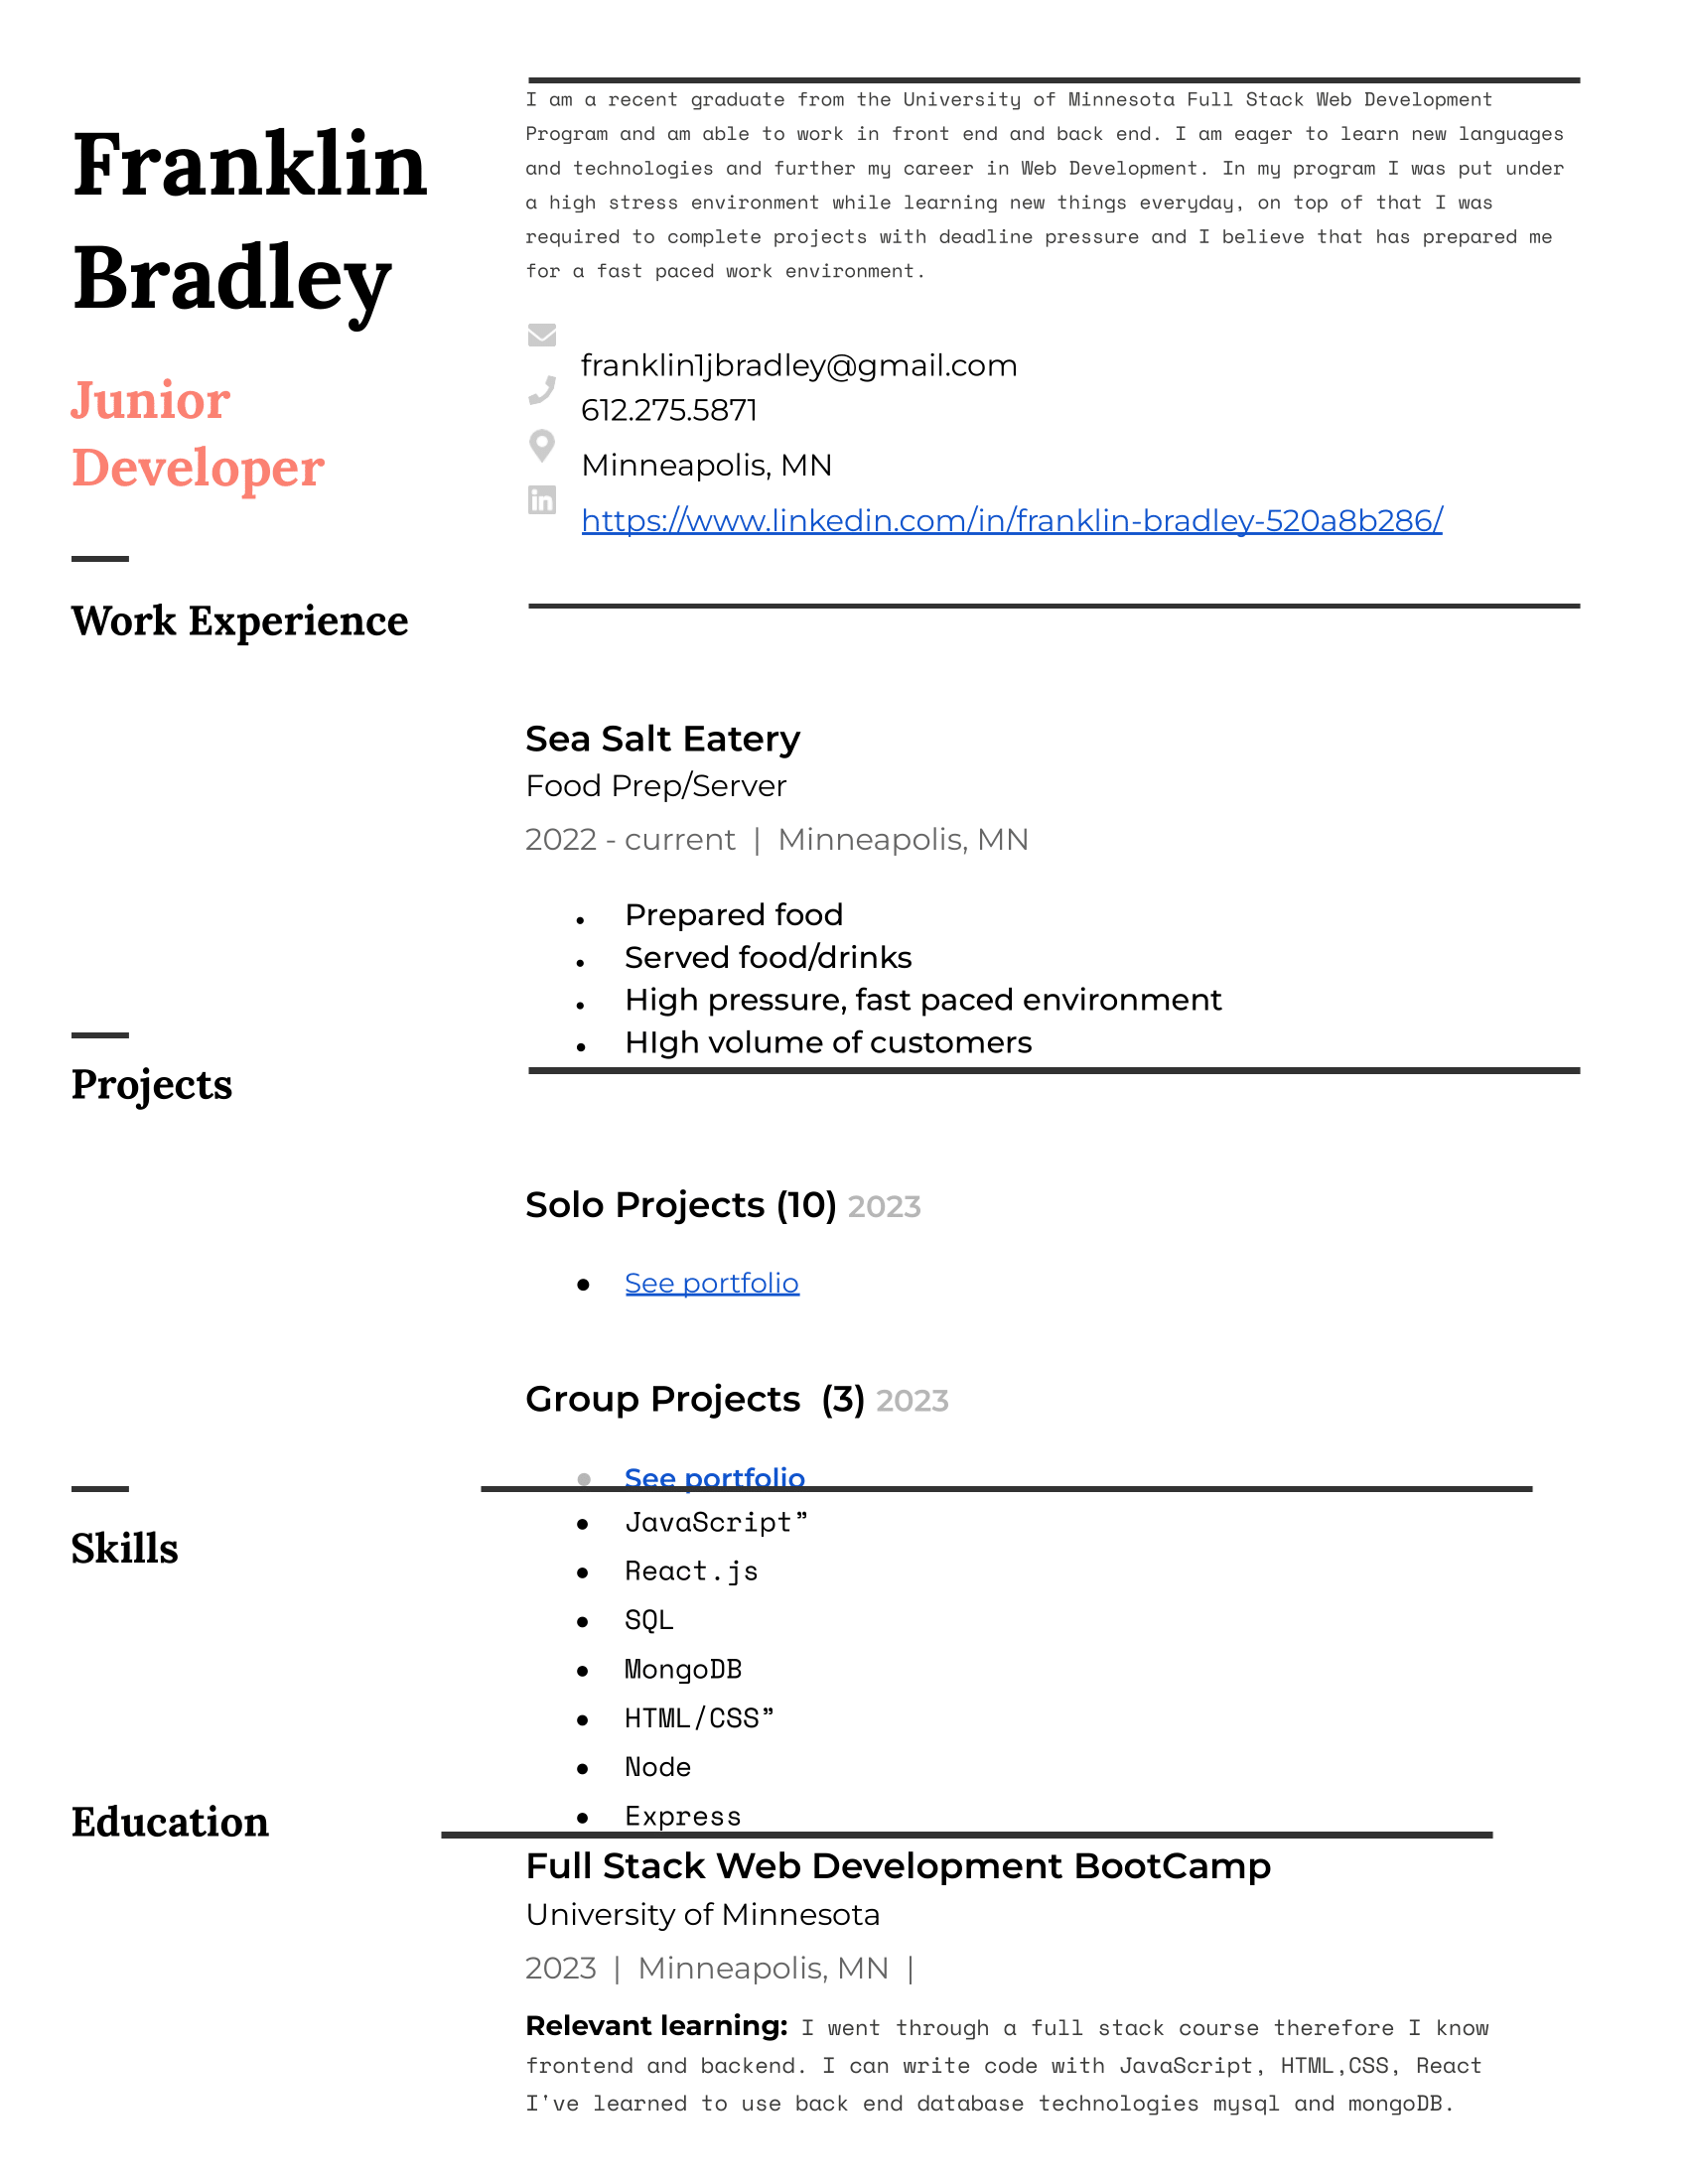 Franklin
Bradley
Junior
Developer
I am a recent graduate from the University of Minnesota Full Stack Web Development
Program and am able to work in front end and back end. I am eager to learn new languages
and technologies and further my career in Web Development. In my program I was put under
a high stress environment while learning new things everyday, on top of that I was
required to complete projects with deadline pressure and I believe that has prepared me
for a fast paced work environment.
franklin1jbradley@gmail.com
612.275.5871
Minneapolis, MN
https://www.linkedin.com/in/franklin-bradley-520a8b286/
Work Experience
Sea Salt Eatery
Food Prep/Server
2022 - current | Minneapolis, MN
• Prepared food
• Served food/drinks
• High pressure, fast paced environment
• HIgh volume of customers
Projects
Solo Projects (10) 2023
• See portfolio
Group Projects (3) 2023
• See portfolio
Skills
• JavaScript”
• React.js
• SQL
• MongoDB
• HTML/CSS”
• Node
• Express
Education
Full Stack Web Development BootCamp
University of Minnesota
2023 | Minneapolis, MN |
Relevant learning: I went through a full stack course therefore I know
frontend and backend. I can write code with JavaScript, HTML,CSS, React
I've learned to use back end database technologies mysql and mongoDB.